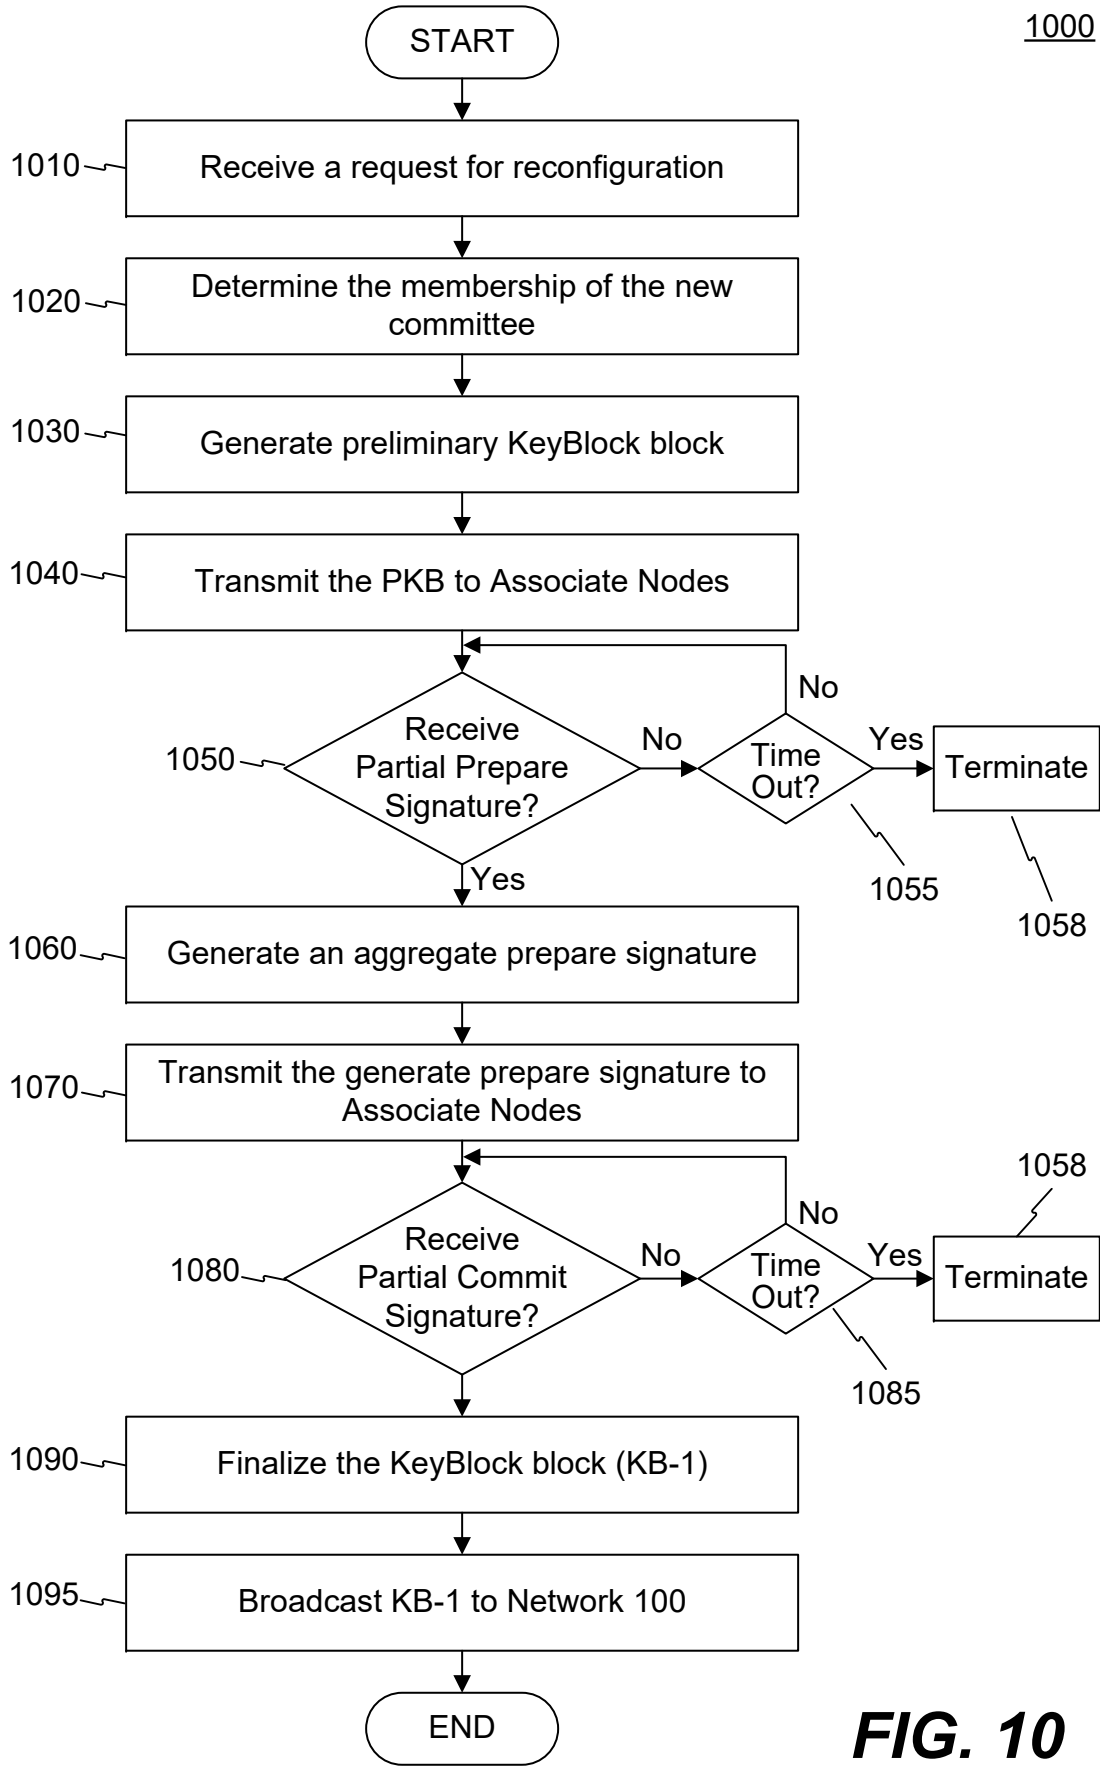 START
1000
1010
Receive a request for reconfiguration
1020
Determine the membership of the new
committee
1030
Generate preliminary KeyBlock block
1040
Transmit the PKB to Associate Nodes
1050
Receive
Partial Prepare
Signature?
No
Time
Out?
No
Yes
Terminate
1055
1058
Yes
1060
Generate an aggregate prepare signature
1070
Transmit the generate prepare signature to
Associate Nodes
1080
Receive
Partial Commit
Signature?
No
Time
Out?
No
Yes
Terminate
1058
1085
1090
Finalize the KeyBlock block (KB-1)
1095
Broadcast KB-1 to Network 100
END
FIG. 10